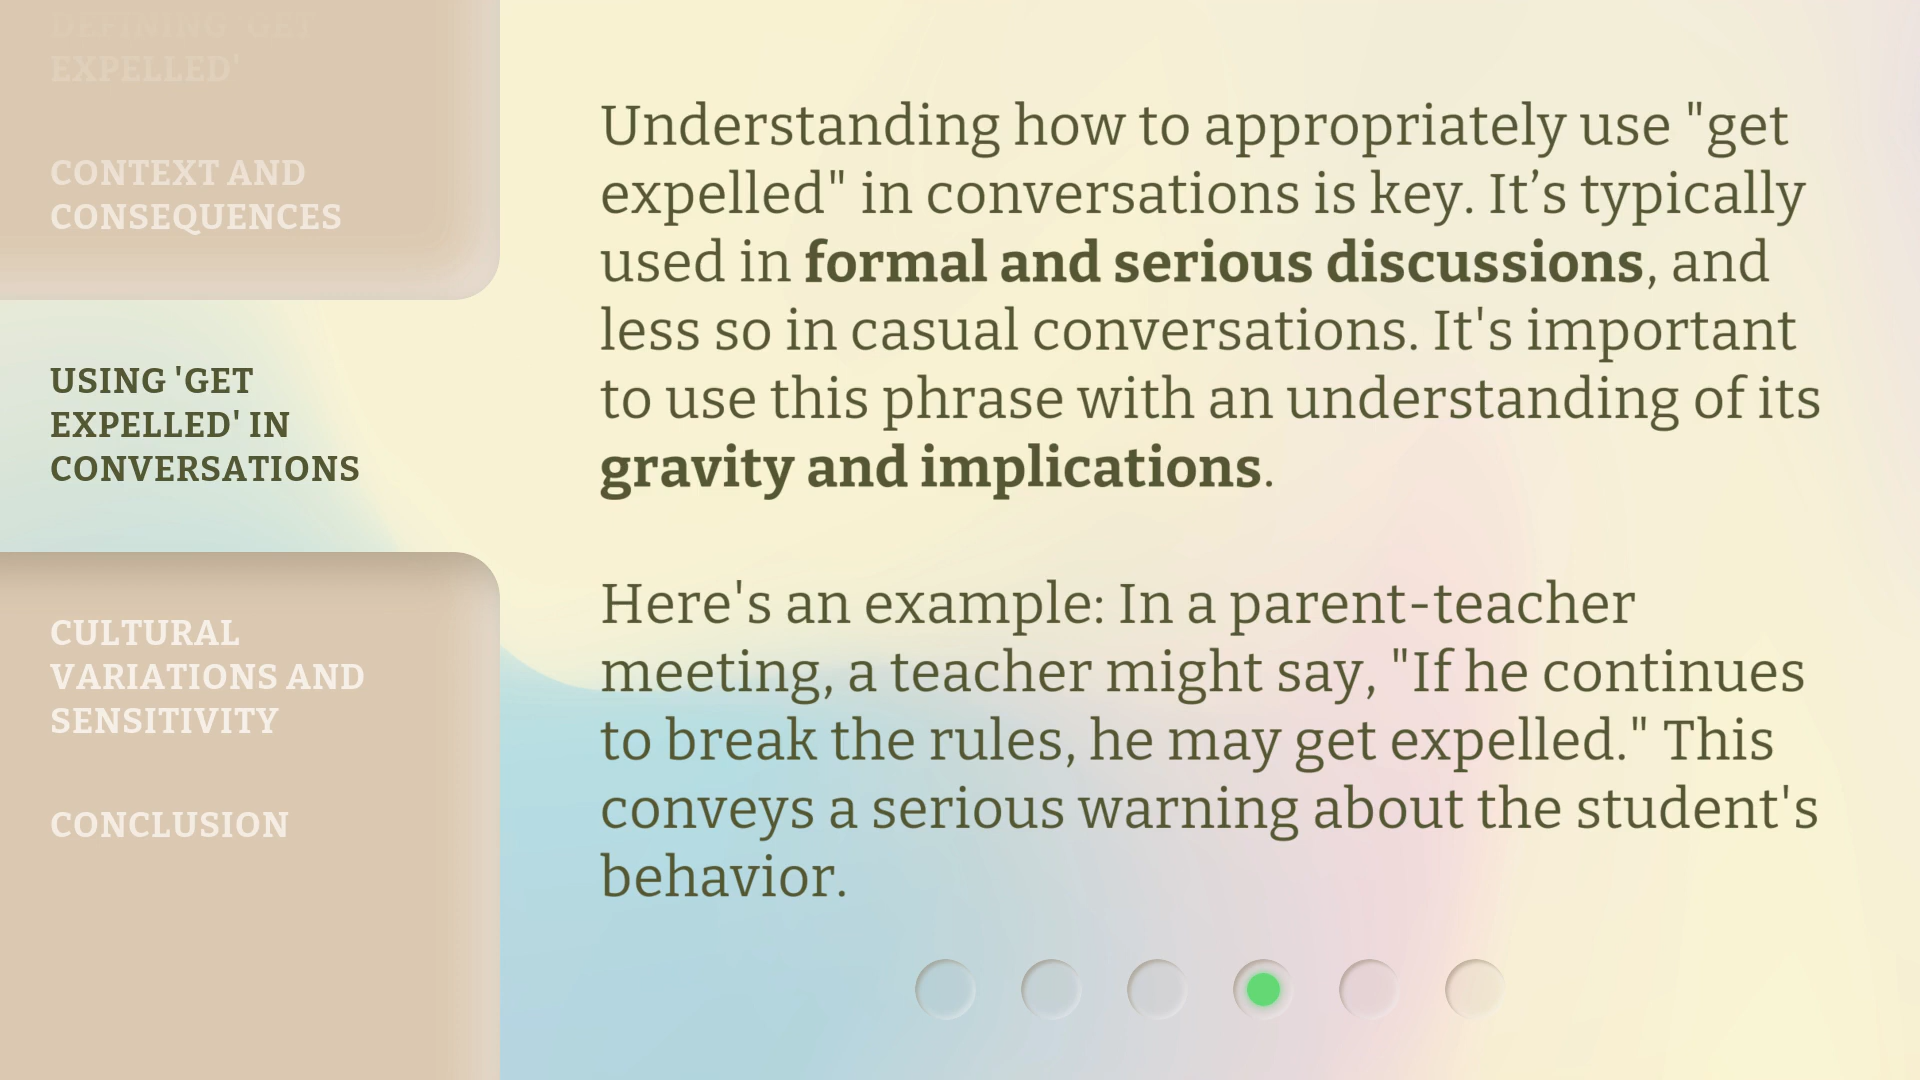 DEFINING 'GET
EXPELLED'
CONTEXT AND
CONSEQUENCES
USING 'GET
EXPELLED' IN
CONVERSATIONS
CULTURAL
VARIATIONS AND
SENSITIVITY
CONCLUSION
Understanding how to appropriately use "get
expelled" in conversations is key. It’s typically
used in formal and serious discussions, and
less so in casual conversations. It's important
to use this phrase with an understanding of its
gravity and implications.
Here's an example: In a parent-teacher
meeting, a teacher might say, "If he continues
to break the rules, he may get expelled." This
conveys a serious warning about the student's
behavior.